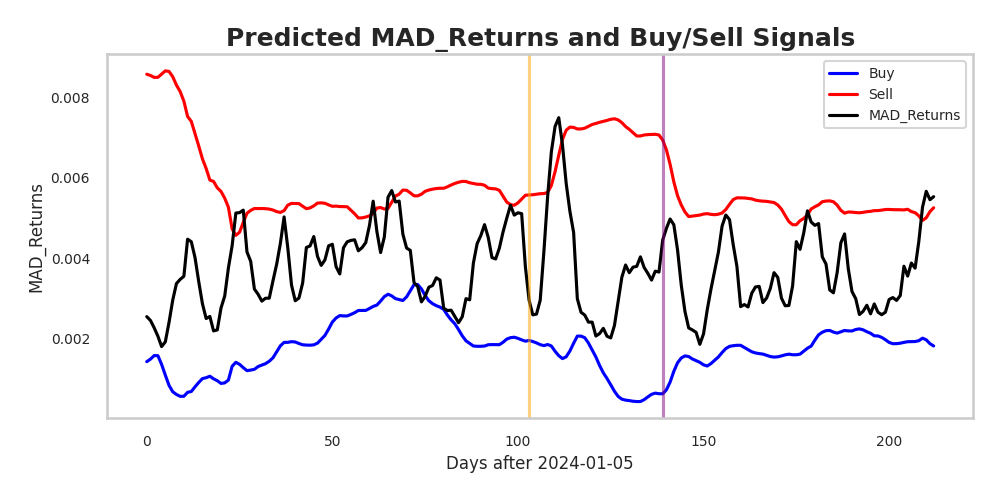 Predicted MAD_Returns and Buy/Sell Signals
Buy
Sell
MAD_Returns
0.008
0.006
0.004
0.002
MAD_Returns
0 50 100 150 200
Days after 2024-01-05